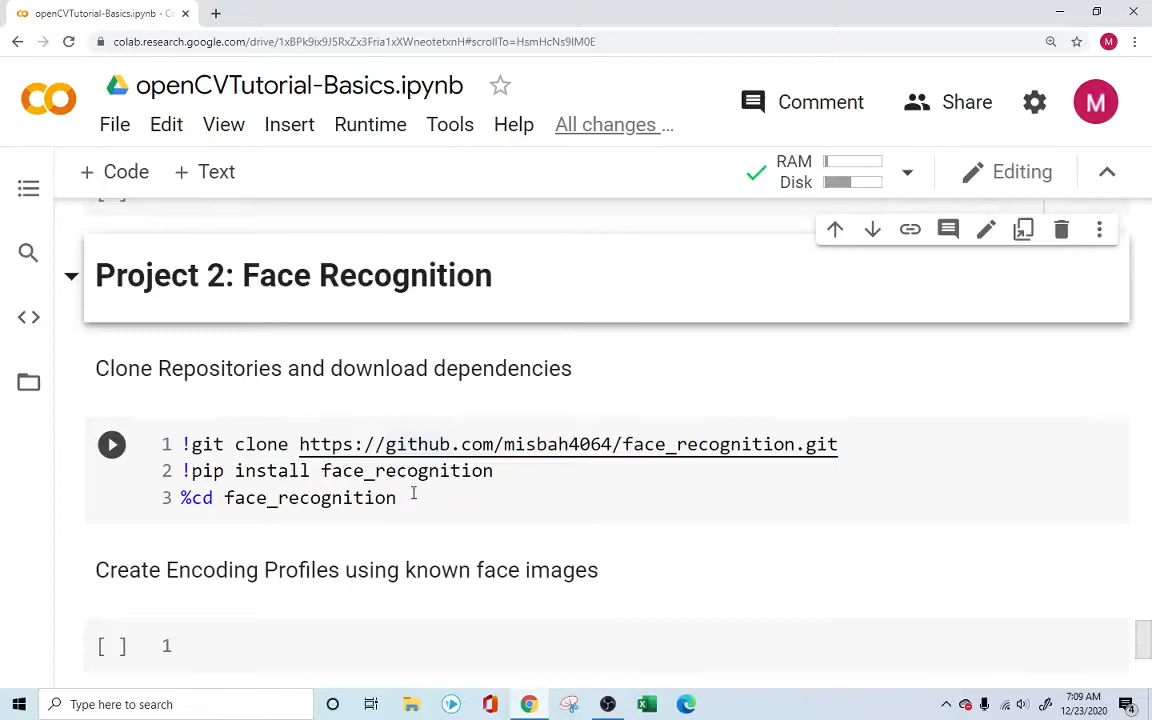 openCVTutorial-Basics.ipynb - Co
colab.research.google.com/drive/1xBPk9ix9J5RxZx3Fria1xXWneotetxnH#scrollTo=HsmHcNs9IM0E
M
openCVTutorial-Basics.ipynb
Comment
Share
M
File Edit View Insert Runtime Tools Help All changes ...
+ Code + Text
RAM
Disk
Editing
[ ]
Project 2: Face Recognition
Clone Repositories and download dependencies
1 !git clone https://github.com/misbah4064/face_recognition.git
2 !pip install face_recognition
3 %cd face_recognition
Create Encoding Profiles using known face images
[ ] 1
Type here to search
7:09 AM
12/23/2020
4